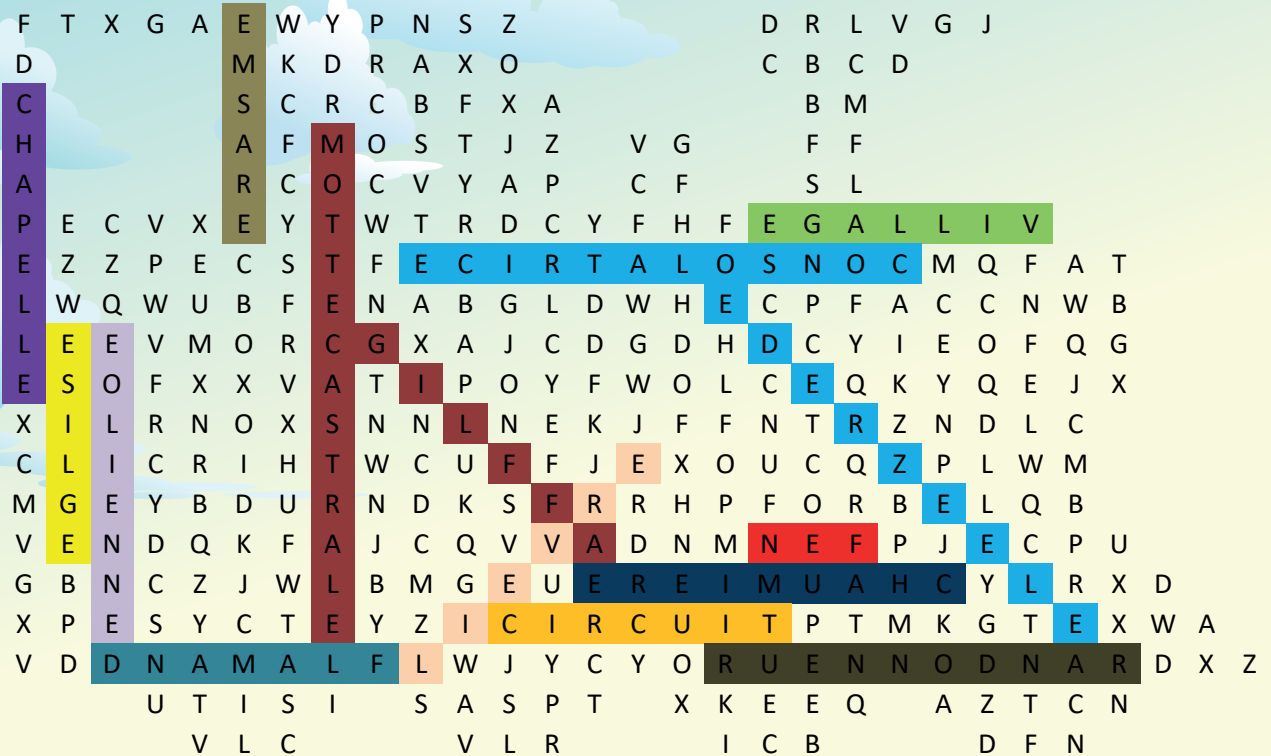 F T X G A E W Y P N S Z D R L V G J
D M K D R A X O C B C D
C S C R C B F X A B M
H A F M O S T J Z V G F F
A R C O C V Y A P C F S L
P E C V X E Y T W T R D C Y F H F E G A L L I V
E Z Z P E C S T F E C I R T A L O S N O C M Q F A T
L W Q W U B F E N A B G L D W H E C P F A C C N W B
L E E V M O R C G X A J C D G D H D C Y I E O F Q G
E S O F X X V A T I P O Y F W O L C E Q K Y Q E J X
X I L R N O X S N N L N E K J F F N T R Z N D L C
C L I C R I H T W C U F F J E X O U C Q Z P L W M
M G E Y B D U R N D K S F R R H P F O R B E L Q B
V E N D Q K F A J C Q V V A D N M N E F P J E C P U
G B N C Z J W L B M G E U E R E I M U A H C Y L R X D
X P E S Y C T E Y Z I C I R C U I T P T M K G T E X W A
V D D N A M A L F L W J Y C Y O R U E N N O D N A R D X Z
U T I S I S A S P T X K E E Q A Z T C N
V L C V L R I C B D F N